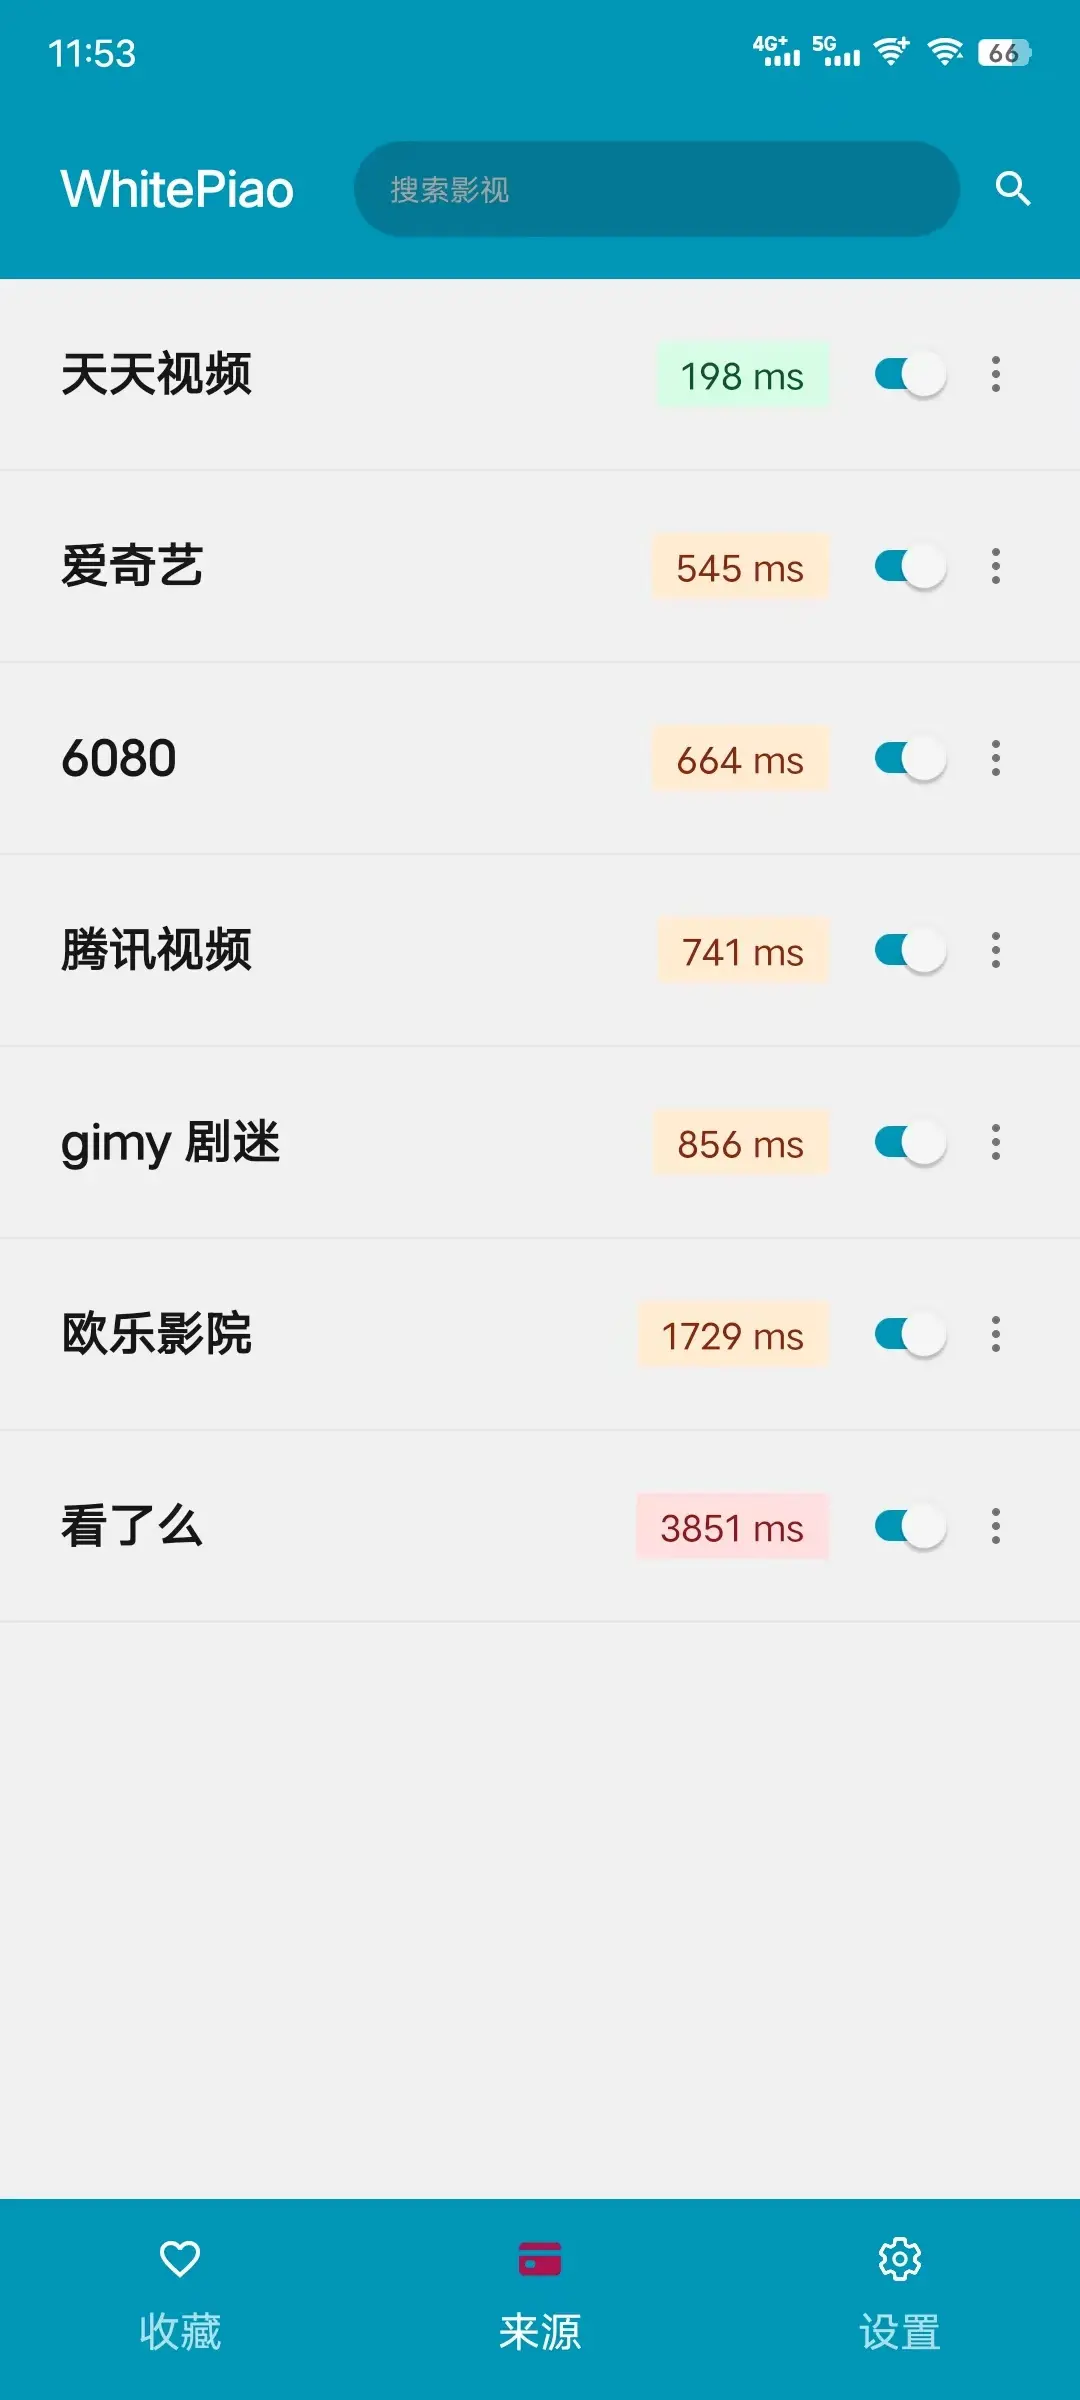 11:53 4G+ 5G 66
WhitePiao 搜索影视
天天视频 198 ms
爱奇艺 545 ms
6080 664 ms
腾讯视频 741 ms
gimy 剧迷 856 ms
欧乐影院 1729 ms
看了么 3851 ms
收藏 来源 设置